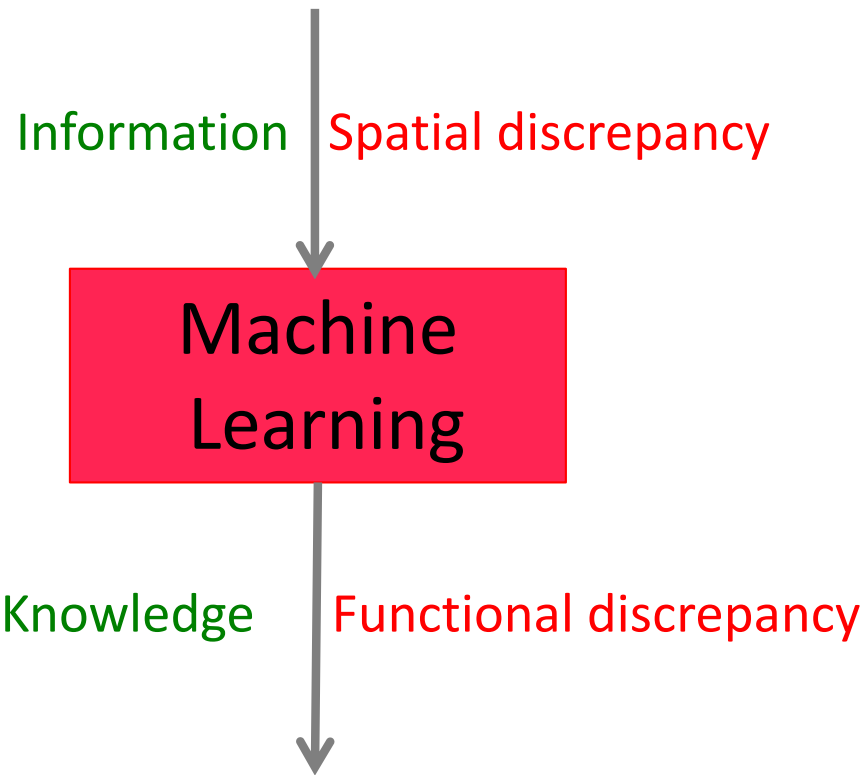 Information
Spatial discrepancy
Machine
Learning
Knowledge
Functional discrepancy